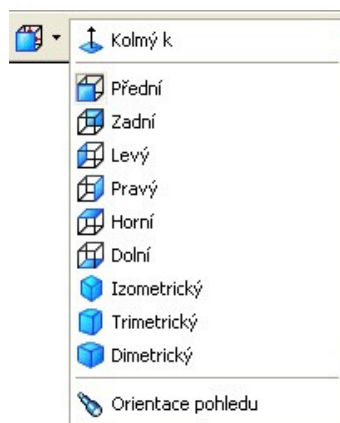 Kolmý k
Přední
Zadní
Levý
Pravý
Horní
Dolní
Izometrický
Trimetrický
Dimetrický
Orientace pohledu